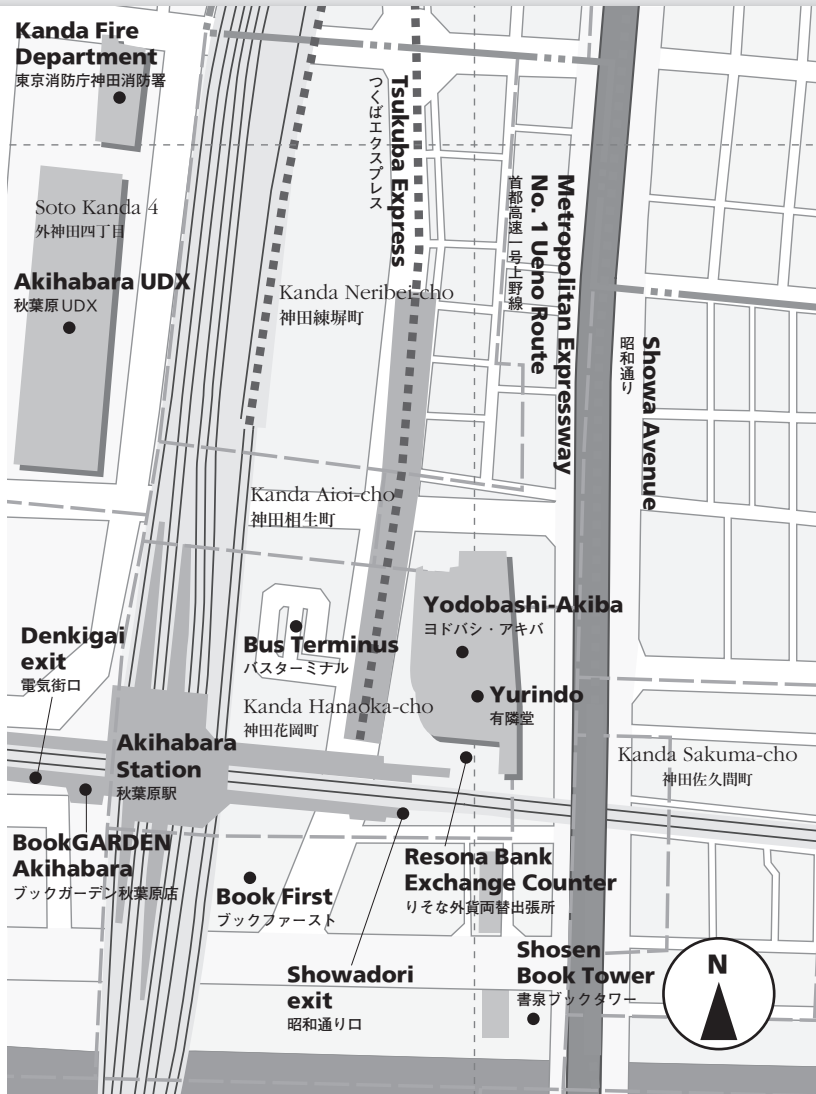 Kanda Fire
Department
東京消防庁神田消防署
Tsukuba Express
つくばエクスプレス
Metropolitan Expressway
No. 1 Ueno Route
首都高速一号上野線
Soto Kanda 4
外神田四丁目
Akihabara UDX
秋葉原UDX
Kanda Neribei-cho
神田練塀町
Showa Avenue
昭和通り
Kanda Aioi-cho
神田相生町
Yodobashi-Akiba
ヨドバシ・アキバ
Denkigai
exit
電気街口
Bus Terminus
バスターミナル
Yurindo
有隣堂
Kanda Hanaoka-cho
神田花岡町
Akihabara
Station
秋葉原駅
Kanda Sakuma-cho
神田佐久間町
BookGARDEN
Akihabara
ブックガーデン秋葉原店
Book First
ブックファースト
Resona Bank
Exchange Counter
りそな外貨両替出張所
Showadori
exit
昭和通り口
Shosen
Book Tower
書泉ブックタワー
N